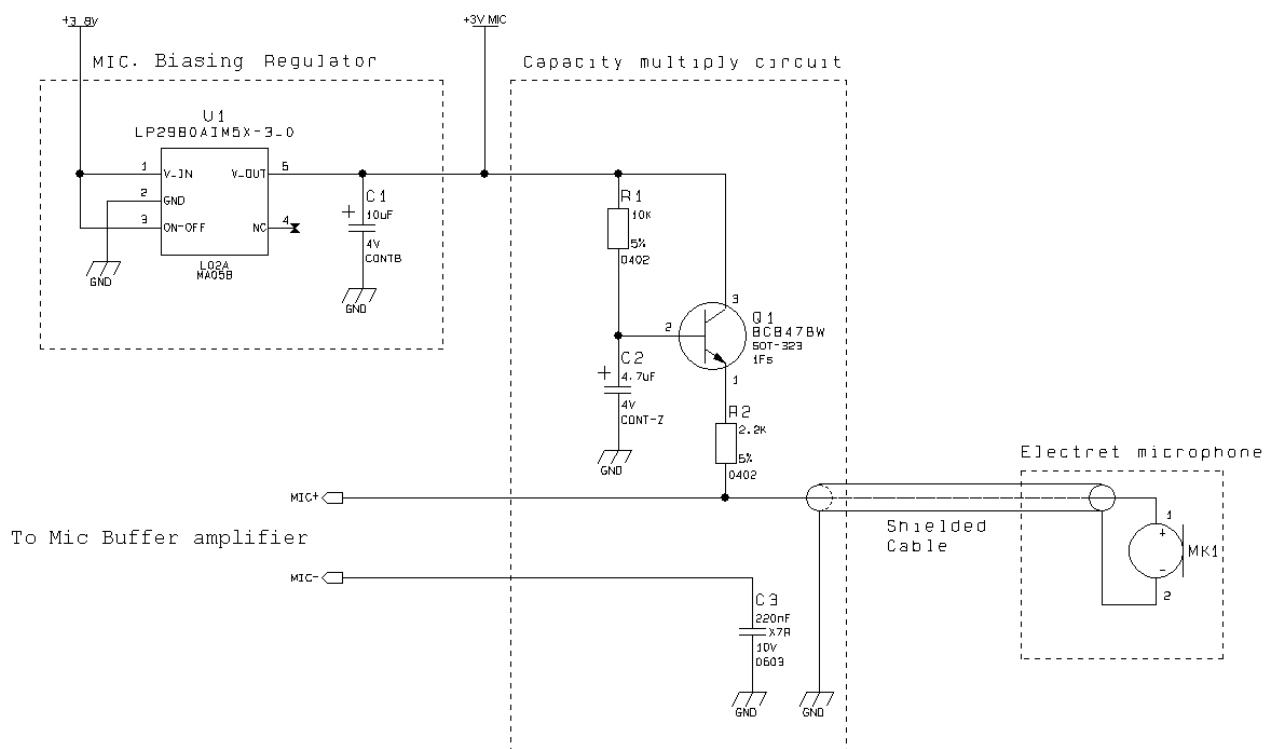 +3.8V
+3V MIC
MIC. Biasing Regulator
Capacity multiply circuit
U1
LP2980AIM5X-3.0
1
V-IN
V-OUT
5
2
GND
3
ON-OFF
NC
4
L02A
MA05B
GND
C1
+
10uF
4V
CONTB
GND
R1
10K
5%
0402
2
3
Q1
BC847BW
SOT-323
1Fs
1
C2
+
4.7uF
4V
CONT-Z
GND
R2
2.2K
5%
0402
Electret microphone
MIC+
Shielded
Cable
1
+
MK1
-
2
To Mic Buffer amplifier
MIC-
C3
220nF
X7R
10V
0603
GND
GND